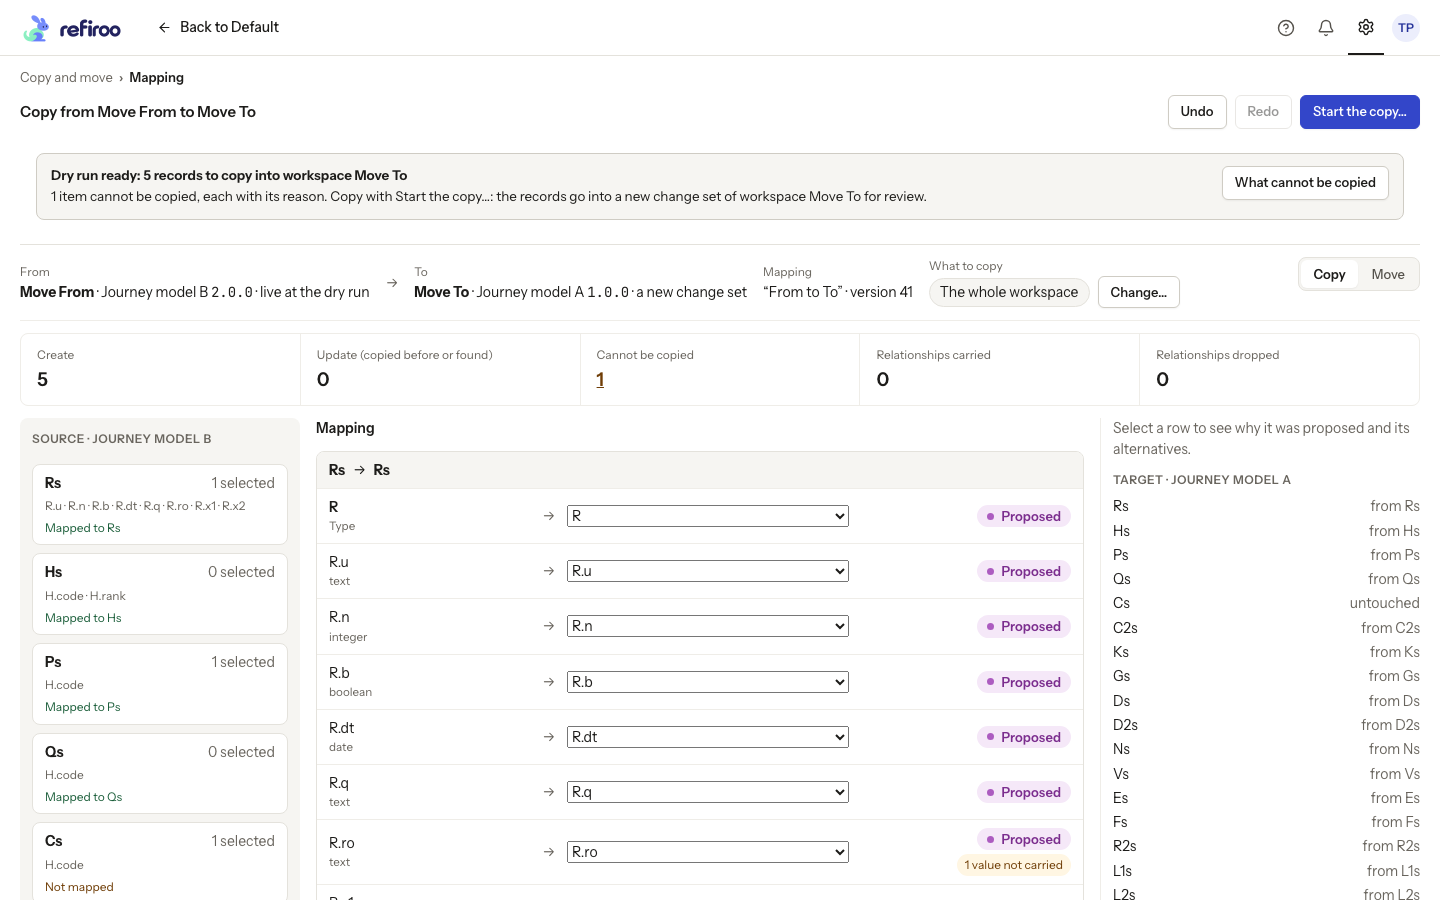 refiroo
← Back to Default
TP
Copy and move › Mapping
Copy from Move From to Move To
Undo
Redo
Start the copy...
Dry run ready: 5 records to copy into workspace Move To
1 item cannot be copied, each with its reason. Copy with Start the copy...: the records go into a new change set of workspace Move To for review.
What cannot be copied
From
Move From · Journey model B 2.0.0 · live at the dry run
→
To
Move To · Journey model A 1.0.0 · a new change set
Mapping
“From to To” · version 41
What to copy
The whole workspace
Change...
Copy
Move
Create
5
Update (copied before or found)
0
Cannot be copied
1
Relationships carried
0
Relationships dropped
0
SOURCE · JOURNEY MODEL B
Rs 1 selected
R.u · R.n · R.b · R.dt · R.q · R.ro · R.x1 · R.x2
Mapped to Rs
Hs 0 selected
H.code · H.rank
Mapped to Hs
Ps 1 selected
H.code
Mapped to Ps
Qs 0 selected
H.code
Mapped to Qs
Cs 1 selected
H.code
Not mapped
Mapping
Rs → Rs
R
Type
→ R Proposed
R.u
text
→ R.u Proposed
R.n
integer
→ R.n Proposed
R.b
boolean
→ R.b Proposed
R.dt
date
→ R.dt Proposed
R.q
text
→ R.q Proposed
R.ro
text
→ R.ro Proposed
1 value not carried
Select a row to see why it was proposed and its
alternatives.
TARGET · JOURNEY MODEL A
Rs from Rs
Hs from Hs
Ps from Ps
Qs from Qs
Cs untouched
C2s from C2s
Ks from Ks
Gs from Gs
Ds from Ds
D2s from D2s
Ns from Ns
Vs from Vs
Es from Es
Fs from Fs
R2s from R2s
L1s from L1s
L2s from L2s